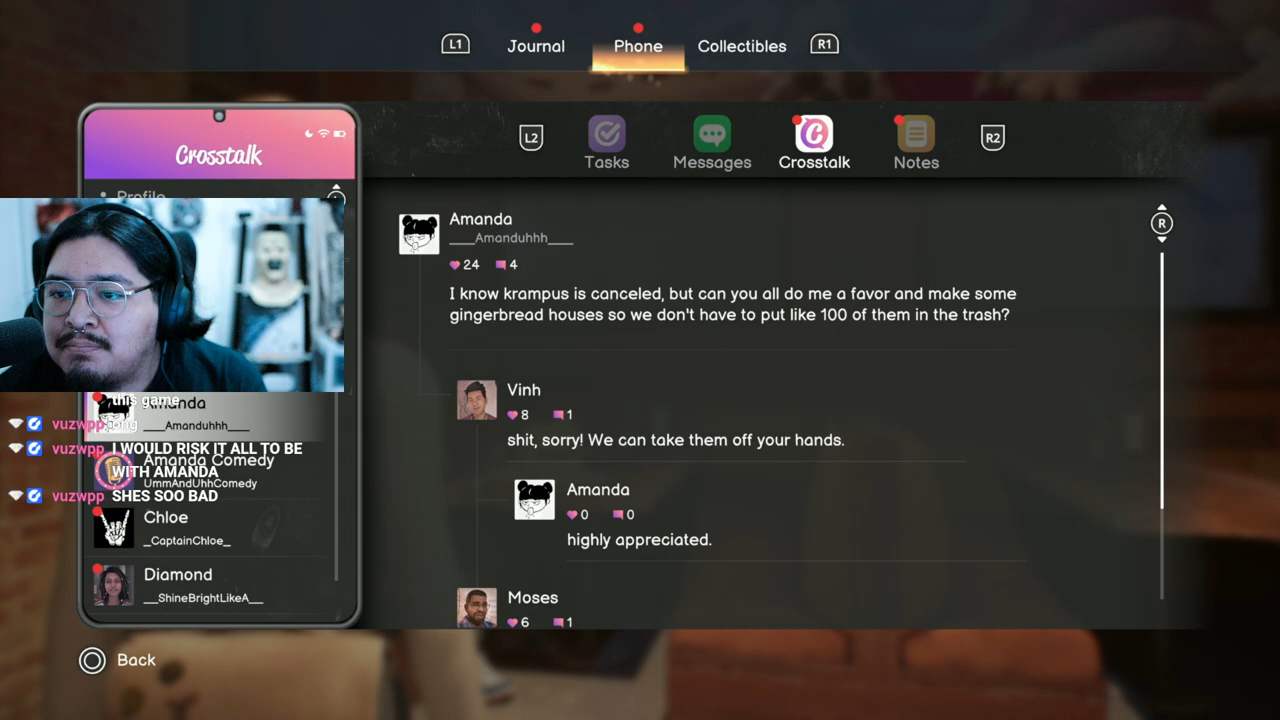 L1 Journal Phone Collectibles R1
Crosstalk
L2 Tasks Messages Crosstalk Notes R2
Profile
Amanda
____Amanduhhh____
24 4
I know krampus is canceled, but can you all do me a favor and make some
gingerbread houses so we don't have to put like 100 of them in the trash?
R
Vinh
8 1
shit, sorry! We can take them off your hands.
Amanda
0 0
highly appreciated.
Moses
6 1
this game
Amanda
vuzwpp omg
____Amanduhhh____
vuzwpp I WOULD RISK IT ALL TO BE
WITH AMANDA
Amanda Comedy
UmmAndUhhComedy
vuzwpp SHES SOO BAD
Chloe
_CaptainChloe_
Diamond
___ShineBrightLikeA___
Back